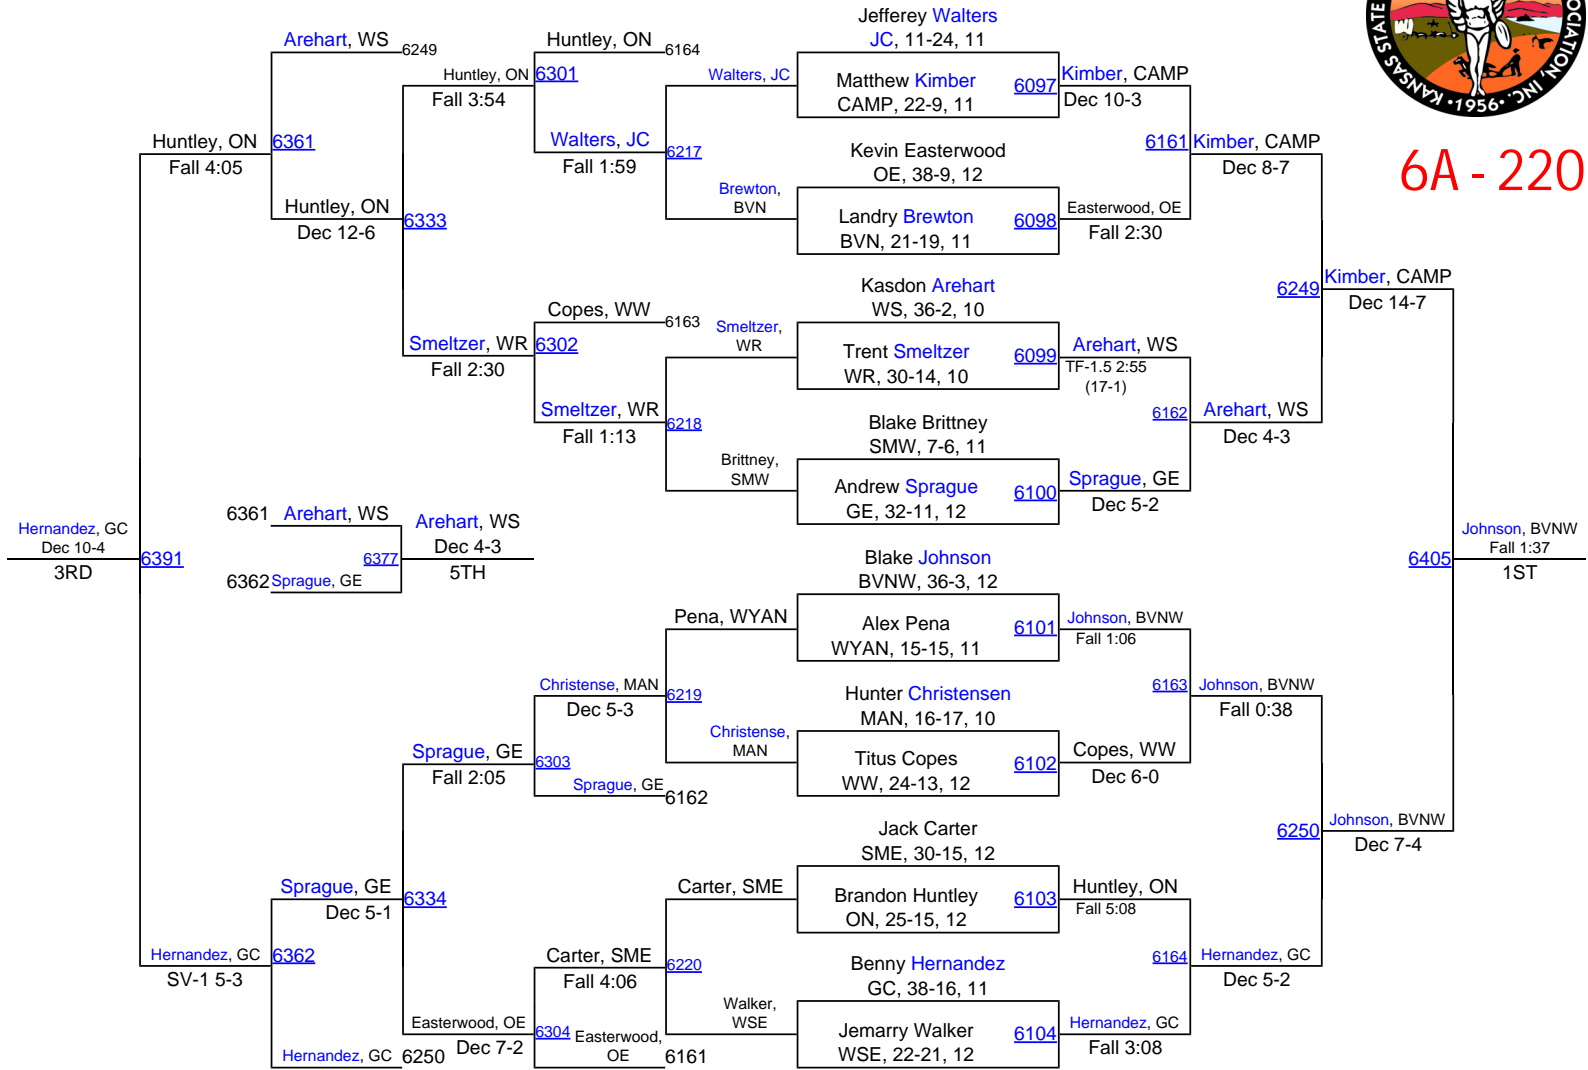 KANSAS STATE
OCIATION, INC.
•1956•
6A - 220
Jefferey Walters
JC, 11-24, 11
Matthew Kimber
CAMP, 22-9, 11
6097
Kevin Easterwood
OE, 38-9, 12
Landry Brewton
BVN, 21-19, 11
6098
Kasdon Arehart
WS, 36-2, 10
Trent Smeltzer
WR, 30-14, 10
6099
Blake Brittney
SMW, 7-6, 11
Andrew Sprague
GE, 32-11, 12
6100
Blake Johnson
BVNW, 36-3, 12
Alex Pena
WYAN, 15-15, 11
6101
Hunter Christensen
MAN, 16-17, 10
Titus Copes
WW, 24-13, 12
6102
Jack Carter
SME, 30-15, 12
Brandon Huntley
ON, 25-15, 12
6103
Benny Hernandez
GC, 38-16, 11
Jemarry Walker
WSE, 22-21, 12
6104
Kimber, CAMP
Dec 10-3
6161
Easterwood, OE
Fall 2:30
Arehart, WS
TF-1.5 2:55
(17-1)
6162
Sprague, GE
Dec 5-2
Johnson, BVNW
Fall 1:06
6163
Copes, WW
Dec 6-0
Huntley, ON
Fall 5:08
6164
Hernandez, GC
Fall 3:08
Kimber, CAMP
Dec 8-7
6249
Arehart, WS
Dec 4-3
Johnson, BVNW
Fall 0:38
6250
Hernandez, GC
Dec 5-2
Kimber, CAMP
Dec 14-7
6405
Johnson, BVNW
Dec 7-4
Johnson, BVNW
Fall 1:37
1ST
Walters, JC
6217
Brewton,
BVN
Smeltzer,
WR
6218
Brittney,
SMW
Pena, WYAN
6219
Christense,
MAN
Carter, SME
6220
Walker,
WSE
Huntley, ON
6164
6301
Walters, JC
Fall 1:59
Copes, WW
6163
6302
Smeltzer, WR
Fall 1:13
Christense, MAN
Dec 5-3
6303
Sprague, GE
6162
Carter, SME
Fall 4:06
6304
Easterwood,
OE
6161
Huntley, ON
Fall 3:54
6333
Smeltzer, WR
Fall 2:30
Sprague, GE
Fall 2:05
6334
Easterwood, OE
Dec 7-2
Arehart, WS
6249
6361
Huntley, ON
Dec 12-6
Sprague, GE
Dec 5-1
6362
Hernandez, GC
6250
Huntley, ON
Fall 4:05
6391
Hernandez, GC
SV-1 5-3
Hernandez, GC
Dec 10-4
3RD
6361
Arehart, WS
6377
6362
Sprague, GE
Arehart, WS
Dec 4-3
5TH